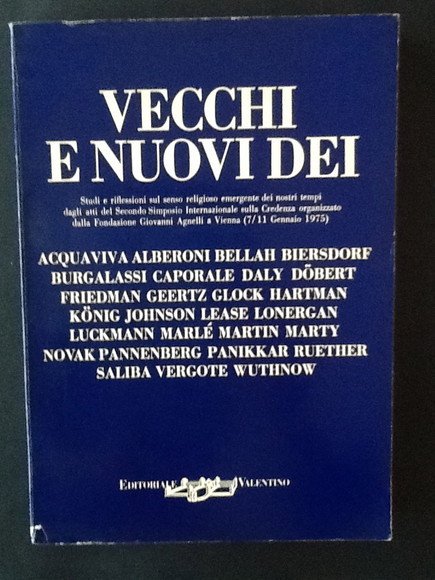 VECCHI
E NUOVI DEI
Studi e riflessioni sul senso religioso emergente dei nostri tempi
dagli atti del Secondo Simposio Internazionale sulla Credenza organizzato
dalla Fondazione Giovanni Agnelli a Vienna (7/11 Gennaio 1975)
ACQUAVIVA ALBERONI BELLAH BIERSDORF
BURGALASSI CAPORALE DALY DÖBERT
FRIEDMAN GEERTZ GLOCK HARTMAN
KÖNIG JOHNSON LEASE LONERGAN
LUCKMANN MARLÉ MARTIN MARTY
NOVAK PANNENBERG PANIKKAR RUETHER
SALIBA VERGOTE WUTHNOW
EDITORIALE VALENTINO